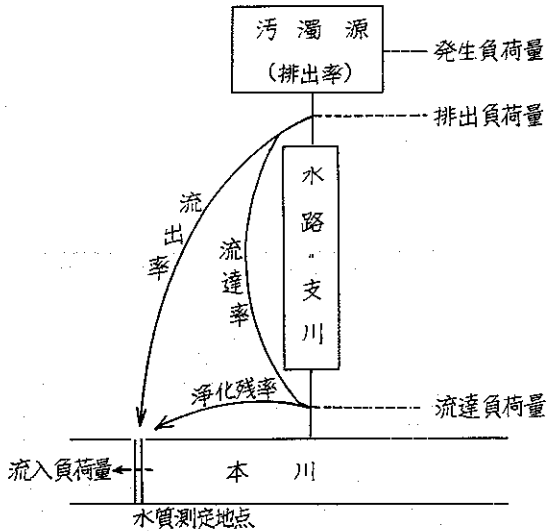 汚濁源
(排出率)
発生負荷量
排出負荷量
水路・支川
流出率
流達率
浄化残率
流達負荷量
流入負荷量
本川
水質測定地点